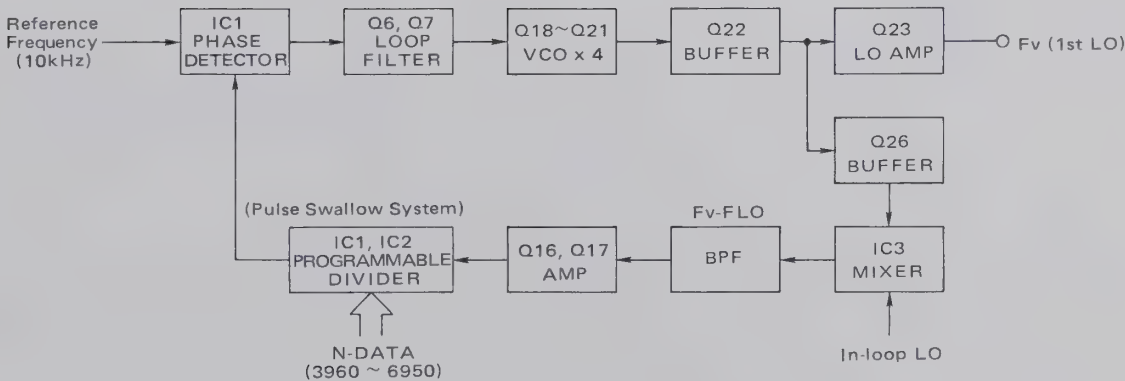 Reference
Frequency
(10kHz)
IC1
PHASE
DETECTOR
Q6, Q7
LOOP
FILTER
Q18~Q21
VCO x 4
Q22
BUFFER
Q23
LO AMP
Fv (1st LO)
Q26
BUFFER
(Pulse Swallow System)
IC1, IC2
PROGRAMMABLE
DIVIDER
Q16, Q17
AMP
Fv-FLO
BPF
IC3
MIXER
N-DATA
(3960 ~ 6950)
In-loop LO